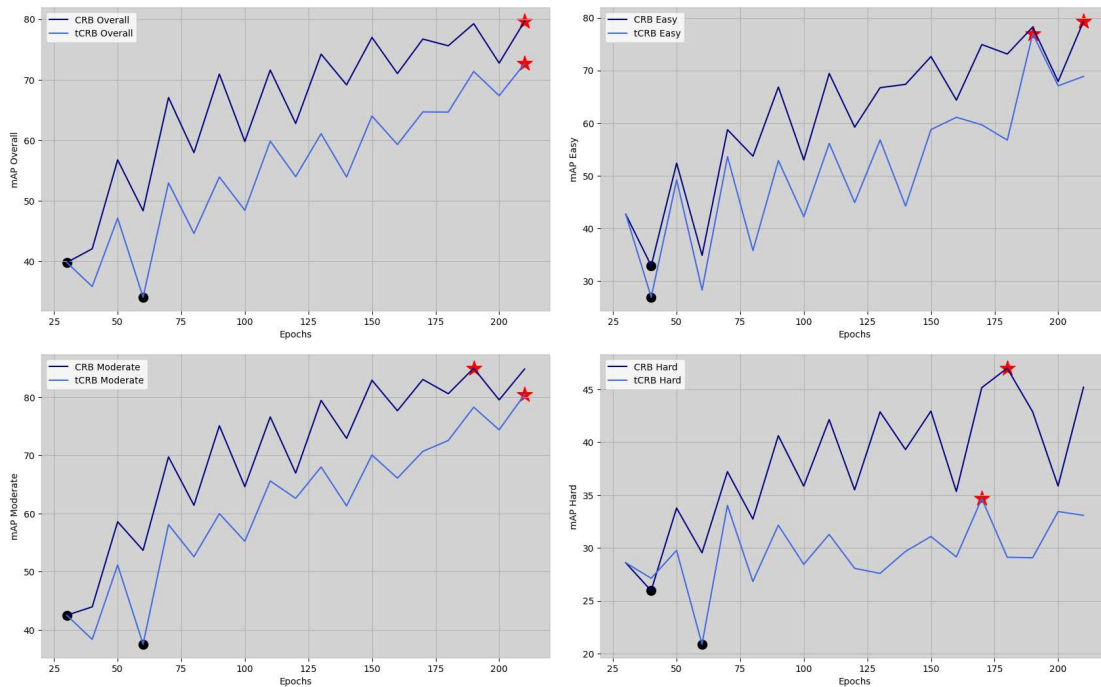 CRB Overall
tCRB Overall
mAP Overall
80
70
60
50
40
25 50 75 100 125 150 175 200
Epochs
CRB Easy
tCRB Easy
mAP Easy
80
70
60
50
40
30
25 50 75 100 125 150 175 200
Epochs
CRB Moderate
tCRB Moderate
mAP Moderate
80
70
60
50
40
25 50 75 100 125 150 175 200
Epochs
CRB Hard
tCRB Hard
mAP Hard
45
40
35
30
25
20
25 50 75 100 125 150 175 200
Epochs